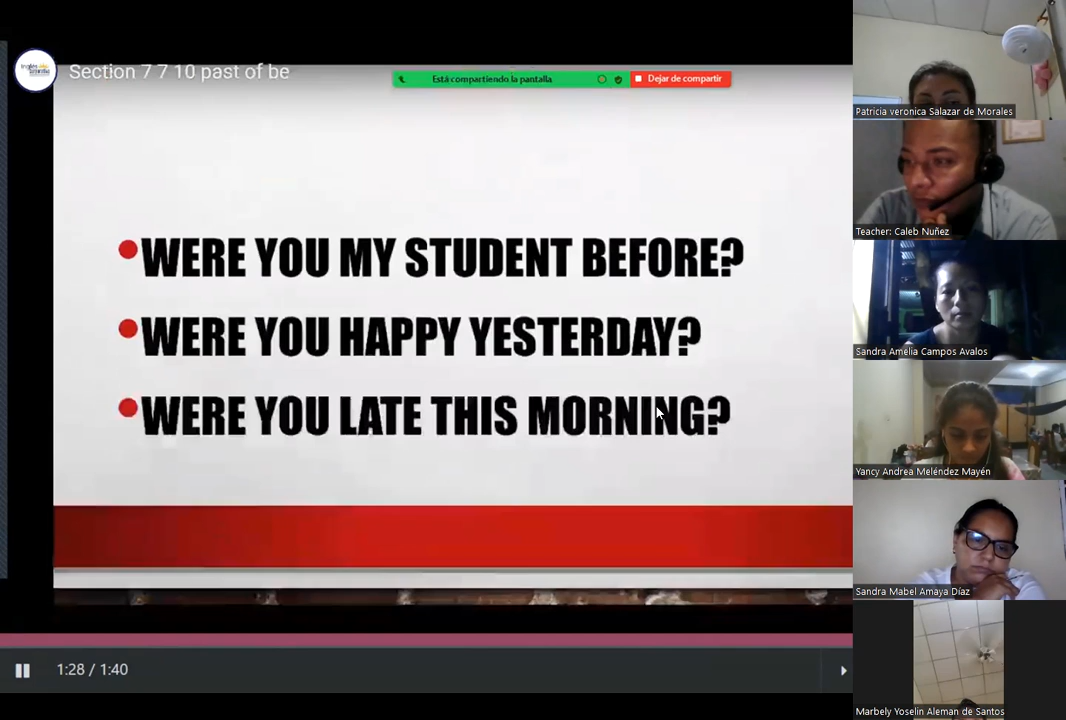 Section 7 7 10 past of be
Está compartiendo la pantalla
Dejar de compartir
•WERE YOU MY STUDENT BEFORE?
•WERE YOU HAPPY YESTERDAY?
•WERE YOU LATE THIS MORNING?
1:28 / 1:40
Patricia veronica Salazar de Morales
Teacher: Caleb Nuñez
Sandra Amelia Campos Avalos
Yancy Andrea Meléndez Mayén
Sandra Mabel Amaya Díaz
Marbely Yoselin Aleman de Santos